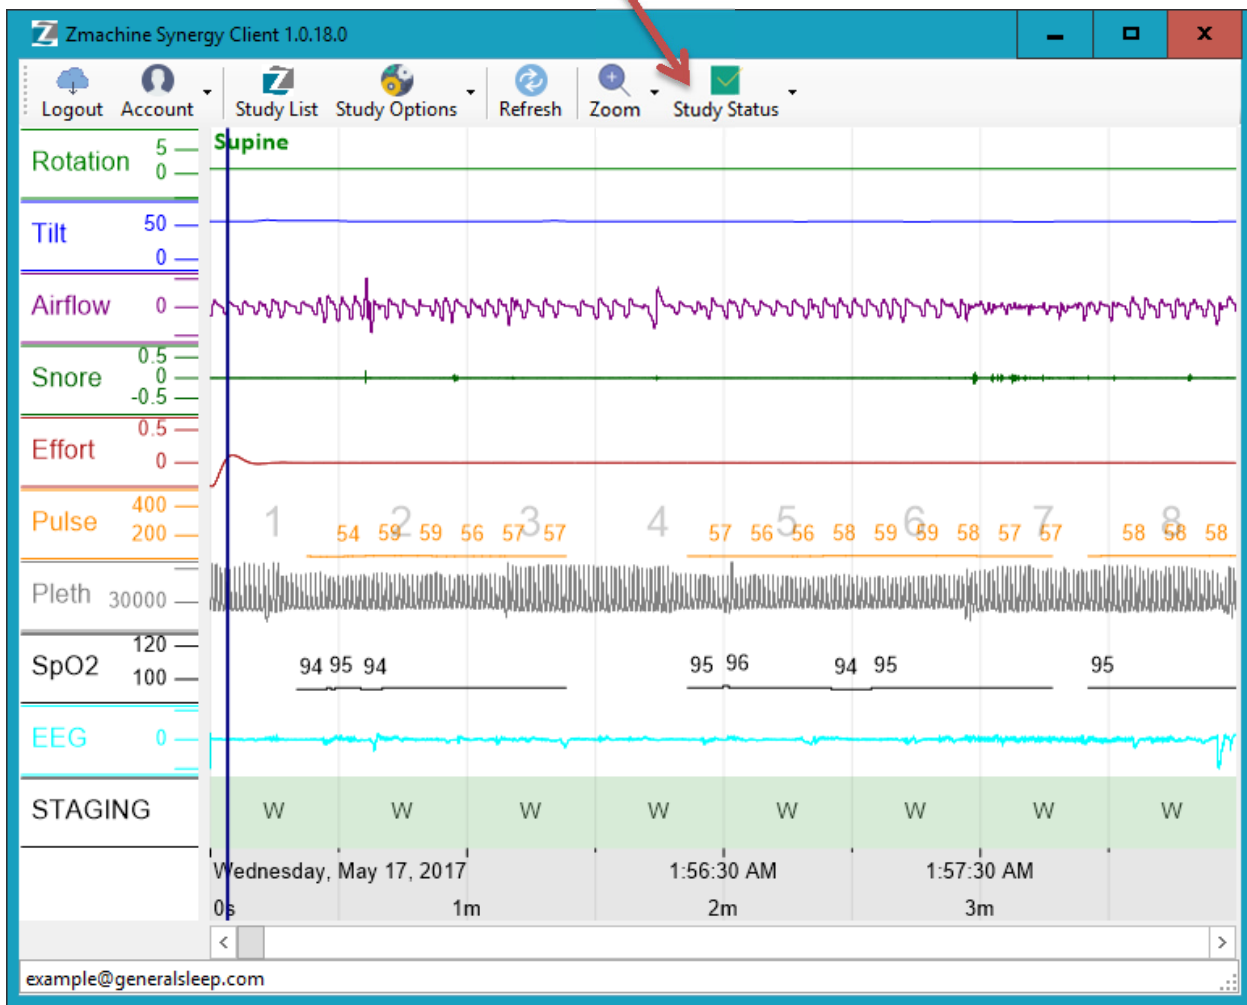 Zmachine Synergy Client 1.0.18.0
Logout Account Study List Study Options Refresh Zoom Study Status
Supine
Rotation 5 0
Tilt 50 0
Airflow 0
Snore 0.5 0 -0.5
Effort 0.5 0
Pulse 400 200
1 2 3 4 5 6 7 8
54 59 59 56 57 57 57 56 56 58 59 59 58 57 57 58 58 58
Pleth 30000
SpO2 120 100
94 95 94 95 96 94 95 95
EEG 0
STAGING W W W W W W W W
Wednesday, May 17, 2017 1:56:30 AM 1:57:30 AM
0s 1m 2m 3m
example@generalsleep.com